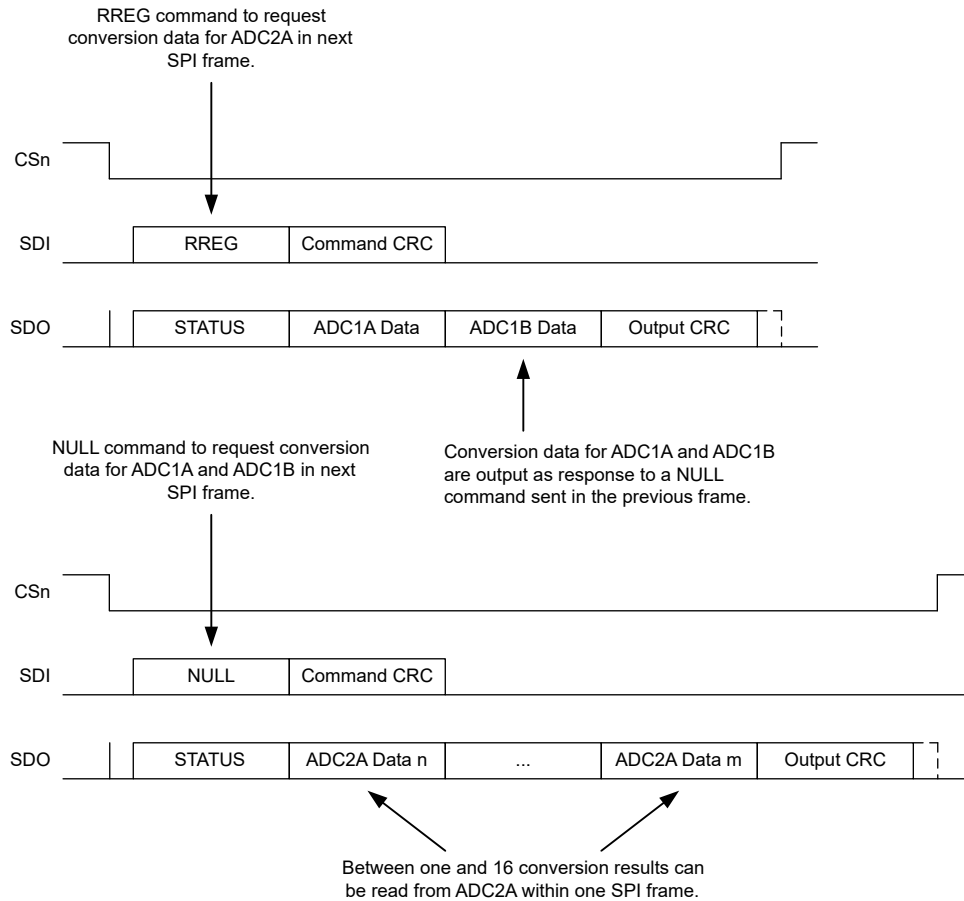 RREG command to request
conversion data for ADC2A in next
SPI frame.
CSn
SDI
RREG
Command CRC
SDO
STATUS
ADC1A Data
ADC1B Data
Output CRC
NULL command to request conversion
data for ADC1A and ADC1B in next
SPI frame.
Conversion data for ADC1A and ADC1B
are output as response to a NULL
command sent in the previous frame.
CSn
SDI
NULL
Command CRC
SDO
STATUS
ADC2A Data n
...
ADC2A Data m
Output CRC
Between one and 16 conversion results can
be read from ADC2A within one SPI frame.